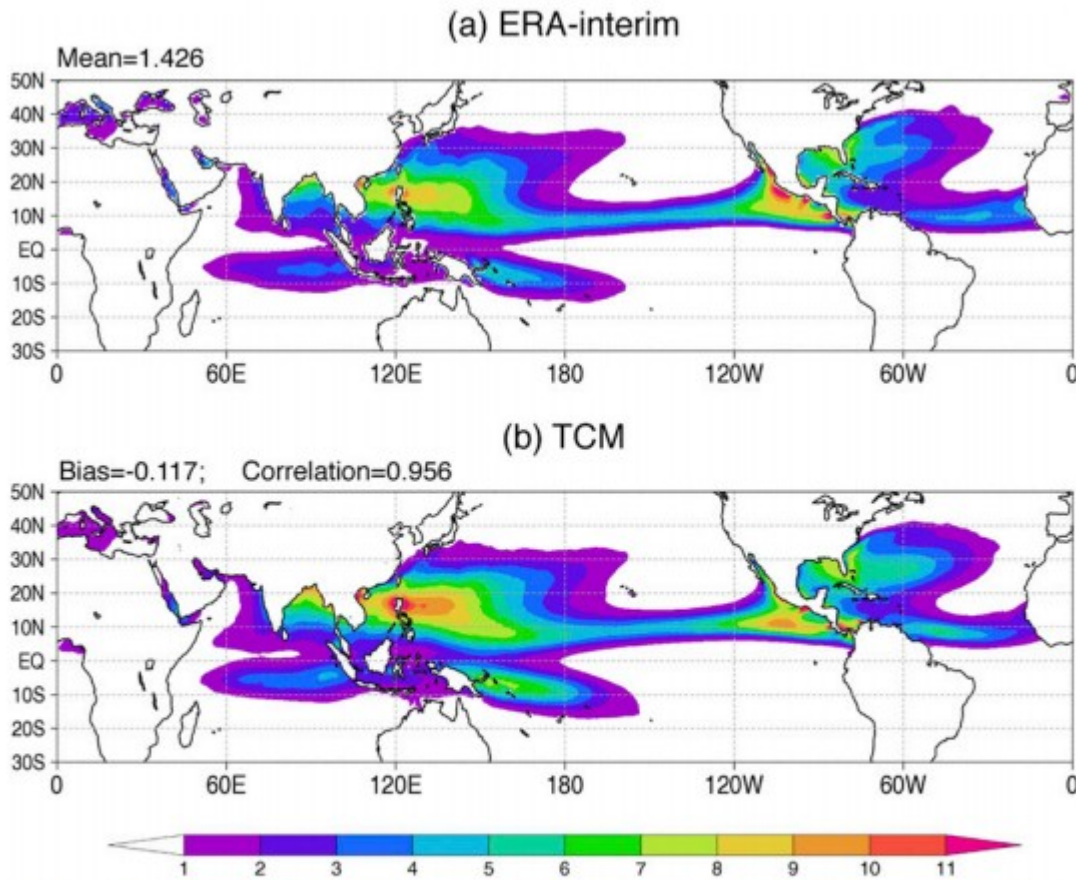 (a) ERA-interim
Mean=1.426
50N
40N
30N
20N
10N
EQ
10S
20S
30S
0 60E 120E 180 120W 60W 0
(b) TCM
Bias=-0.117; Correlation=0.956
50N
40N
30N
20N
10N
EQ
10S
20S
30S
0 60E 120E 180 120W 60W 0
1 2 3 4 5 6 7 8 9 10 11